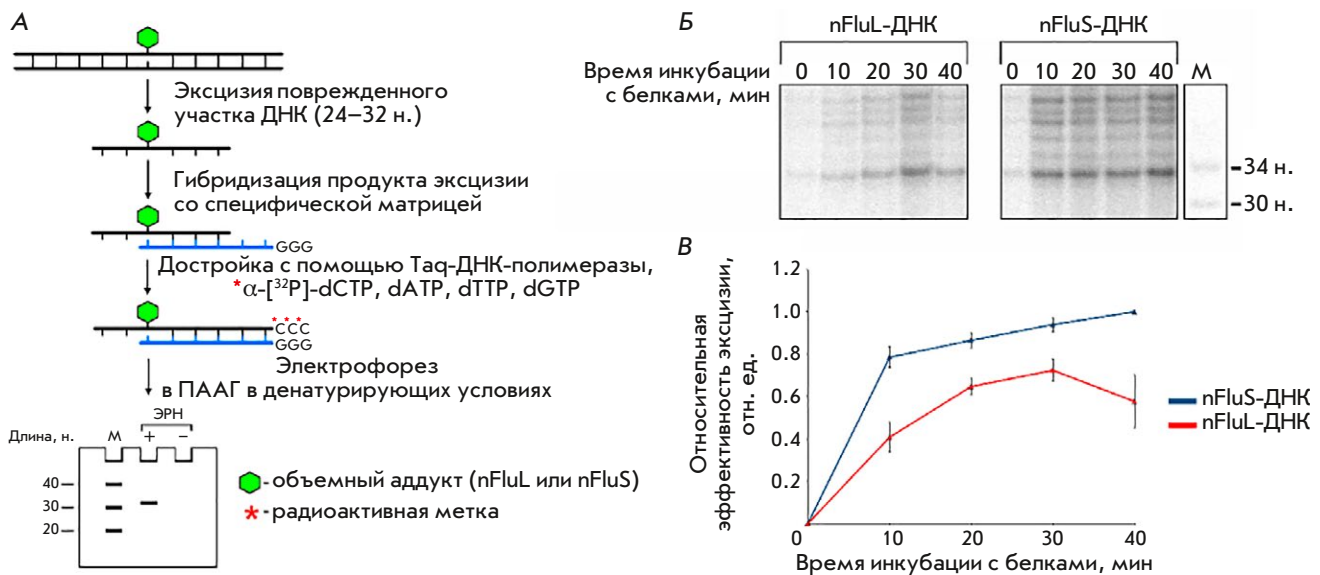 А
Эксцизия поврежденного
участка ДНК (24–32 н.)
Гибридизация продукта эксцизии
со специфической матрицей
GGG
Достройка с помощью Taq-ДНК-полимеразы,
*α-[³²P]-dCTP, dATP, dTTP, dGTP
* * *
CCC
GGG
Электрофорез
в ПААГ в денатурирующих условиях
ЭРН
Длина, н. М + –
40
30
20
- объемный аддукт (nFluL или nFluS)
* - радиоактивная метка
Б
nFluL-ДНК nFluS-ДНК
Время инкубации
с белками, мин
0 10 20 30 40 0 10 20 30 40 М
-34 н.
-30 н.
В
Относительная
эффективность эксцизии,
отн. ед.
1.2
1.0
0.8
0.6
0.4
0.2
0 10 20 30 40
Время инкубации с белками, мин
nFluS-ДНК
nFluL-ДНК